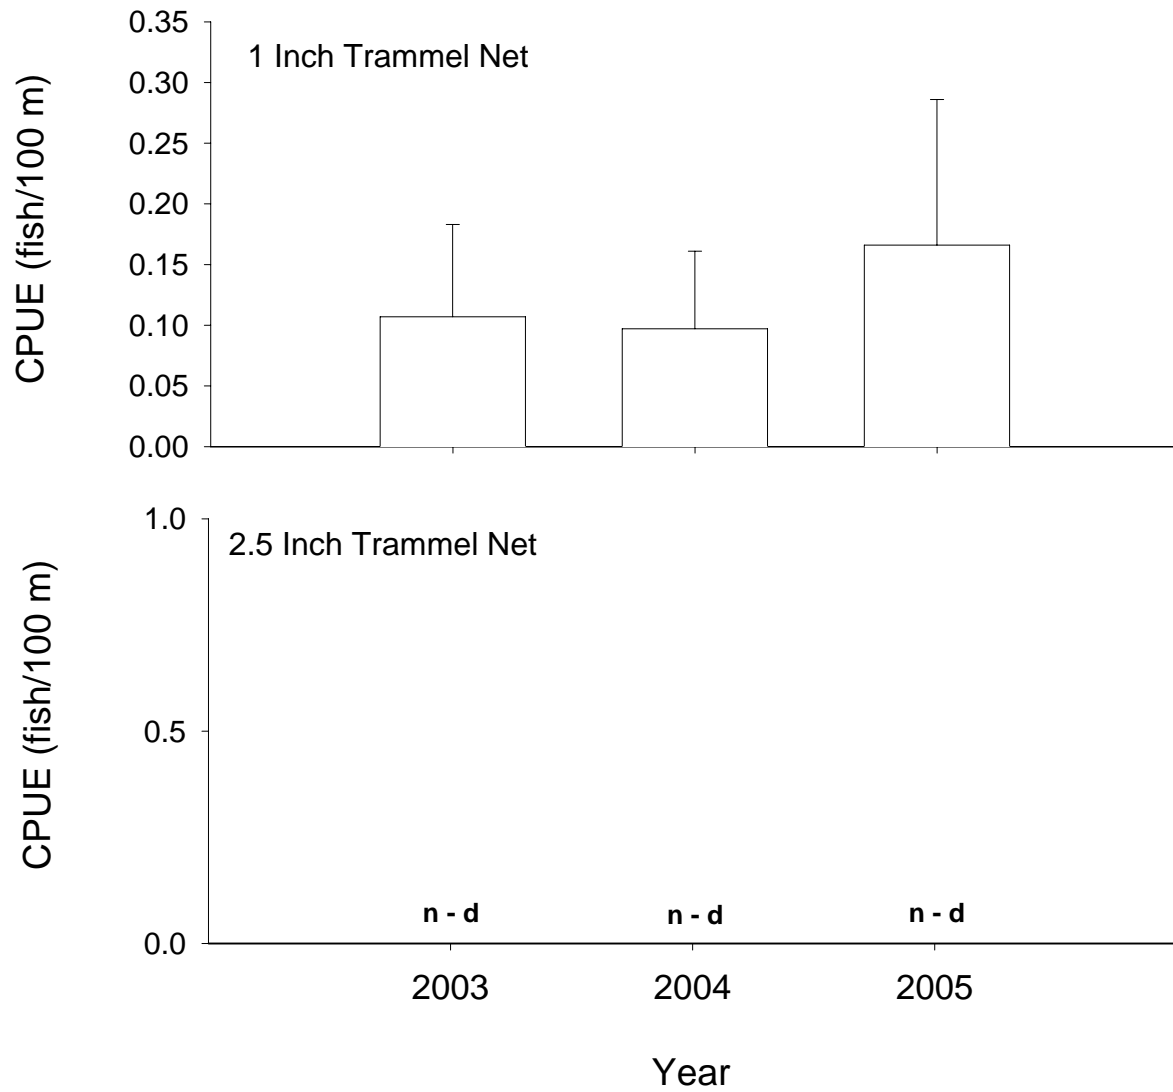 1 Inch Trammel Net
CPUE (fish/100 m)
0.35
0.30
0.25
0.20
0.15
0.10
0.05
0.00
2.5 Inch Trammel Net
CPUE (fish/100 m)
1.0
0.5
0.0
n - d n - d n - d
2003 2004 2005
Year